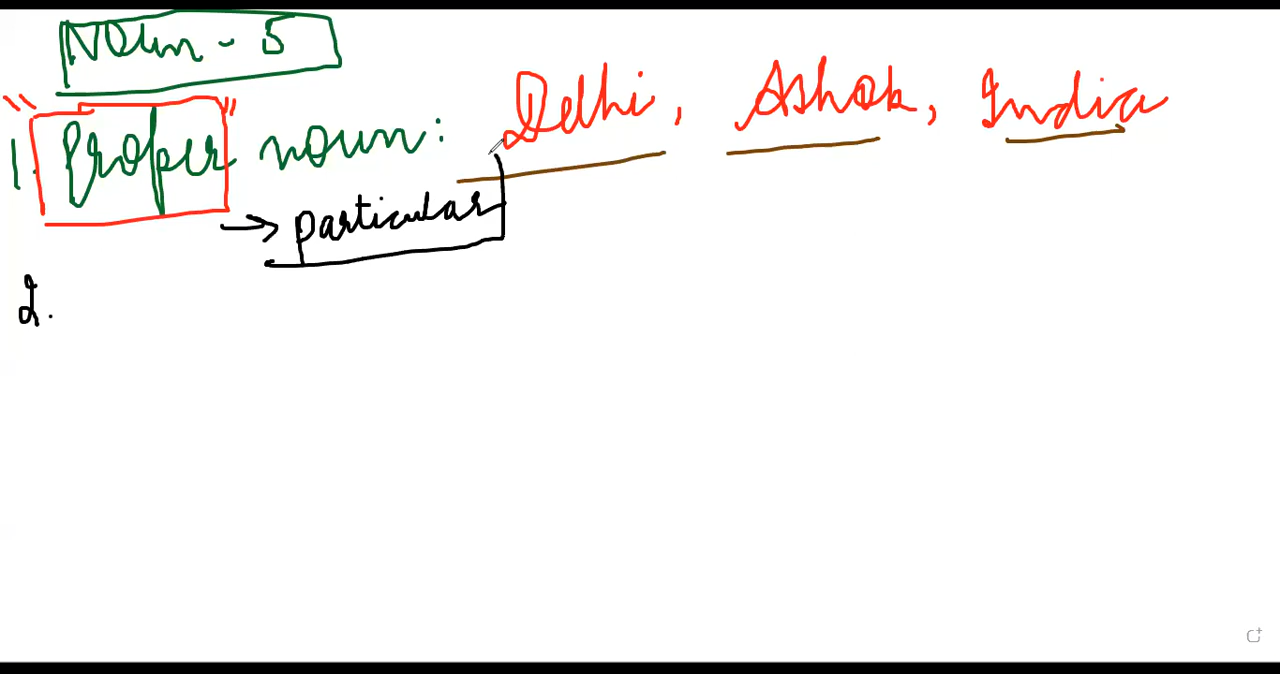 Noun - 5
1. "Proper noun: Delhi, Ashok, India
→ particular
2.